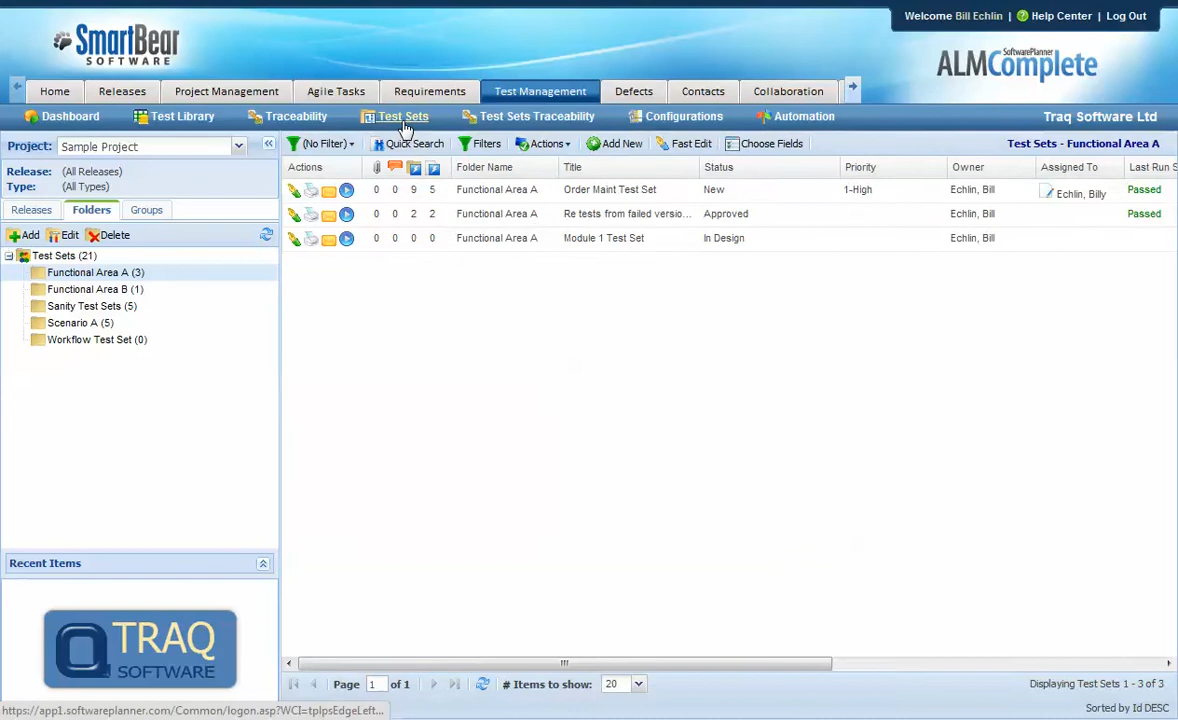 Welcome Bill Echlin | Help Center | Log Out
SmartBear
SOFTWARE
SoftwarePlanner
ALMComplete
Home Releases Project Management Agile Tasks Requirements Test Management Defects Contacts Collaboration
Dashboard Test Library Traceability Test Sets Test Sets Traceability Configurations Automation Traq Software Ltd
Project: Sample Project
(No Filter) Quick Search Filters Actions Add New Fast Edit Choose Fields Test Sets - Functional Area A
Release: (All Releases)
Type: (All Types)
Releases Folders Groups
Add Edit Delete
Test Sets (21)
Functional Area A (3)
Functional Area B (1)
Sanity Test Sets (5)
Scenario A (5)
Workflow Test Set (0)
Actions Folder Name Title Status Priority Owner Assigned To Last Run S
0 0 9 5 Functional Area A Order Maint Test Set New 1-High Echlin, Bill Echlin, Billy Passed
0 0 2 2 Functional Area A Re tests from failed versio... Approved Echlin, Bill Passed
0 0 0 0 Functional Area A Module 1 Test Set In Design Echlin, Bill
Recent Items
TRAQ
SOFTWARE
Page 1 of 1 # Items to show: 20 Displaying Test Sets 1 - 3 of 3
https://app1.softwareplanner.com/Common/logon.asp?WCI=tplpsEdgeLeft...
Sorted by Id DESC